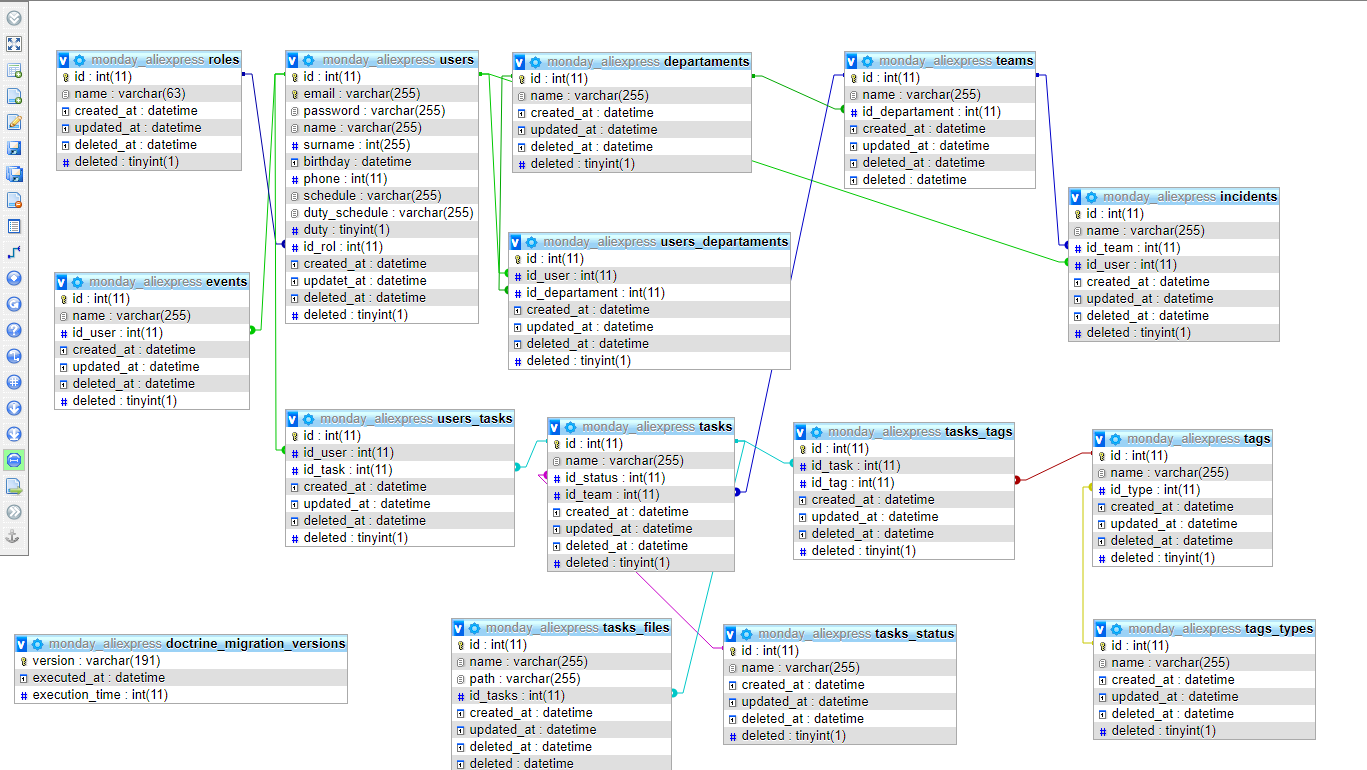 monday_aliexpress roles
id : int(11)
name : varchar(63)
created_at : datetime
updated_at : datetime
deleted_at : datetime
deleted : tinyint(1)
monday_aliexpress users
id : int(11)
email : varchar(255)
password : varchar(255)
name : varchar(255)
surname : int(255)
birthday : datetime
phone : int(11)
schedule : varchar(255)
duty_schedule : varchar(255)
duty : tinyint(1)
id_rol : int(11)
created_at : datetime
updatet_at : datetime
deleted_at : datetime
deleted : tinyint(1)
monday_aliexpress departaments
id : int(11)
name : varchar(255)
created_at : datetime
updated_at : datetime
deleted_at : datetime
deleted : tinyint(1)
monday_aliexpress teams
id : int(11)
name : varchar(255)
id_departament : int(11)
created_at : datetime
updated_at : datetime
deleted_at : datetime
deleted : datetime
monday_aliexpress incidents
id : int(11)
name : varchar(255)
id_team : int(11)
id_user : int(11)
created_at : datetime
updated_at : datetime
deleted_at : datetime
deleted : tinyint(1)
monday_aliexpress events
id : int(11)
name : varchar(255)
id_user : int(11)
created_at : datetime
updated_at : datetime
deleted_at : datetime
deleted : tinyint(1)
monday_aliexpress users_departaments
id : int(11)
id_user : int(11)
id_departament : int(11)
created_at : datetime
updated_at : datetime
deleted_at : datetime
deleted : tinyint(1)
monday_aliexpress users_tasks
id : int(11)
id_user : int(11)
id_task : int(11)
created_at : datetime
updated_at : datetime
deleted_at : datetime
deleted : tinyint(1)
monday_aliexpress tasks
id : int(11)
name : varchar(255)
id_status : int(11)
id_team : int(11)
created_at : datetime
updated_at : datetime
deleted_at : datetime
deleted : tinyint(1)
monday_aliexpress tasks_tags
id : int(11)
id_task : int(11)
id_tag : int(11)
created_at : datetime
updated_at : datetime
deleted_at : datetime
deleted : tinyint(1)
monday_aliexpress tags
id : int(11)
name : varchar(255)
id_type : int(11)
created_at : datetime
updated_at : datetime
deleted_at : datetime
deleted : tinyint(1)
monday_aliexpress doctrine_migration_versions
version : varchar(191)
executed_at : datetime
execution_time : int(11)
monday_aliexpress tasks_files
id : int(11)
name : varchar(255)
path : varchar(255)
id_tasks : int(11)
created_at : datetime
updated_at : datetime
deleted_at : datetime
deleted : datetime
monday_aliexpress tasks_status
id : int(11)
name : varchar(255)
created_at : datetime
updated_at : datetime
deleted_at : datetime
deleted : tinyint(1)
monday_aliexpress tags_types
id : int(11)
name : varchar(255)
created_at : datetime
updated_at : datetime
deleted_at : datetime
deleted : tinyint(1)